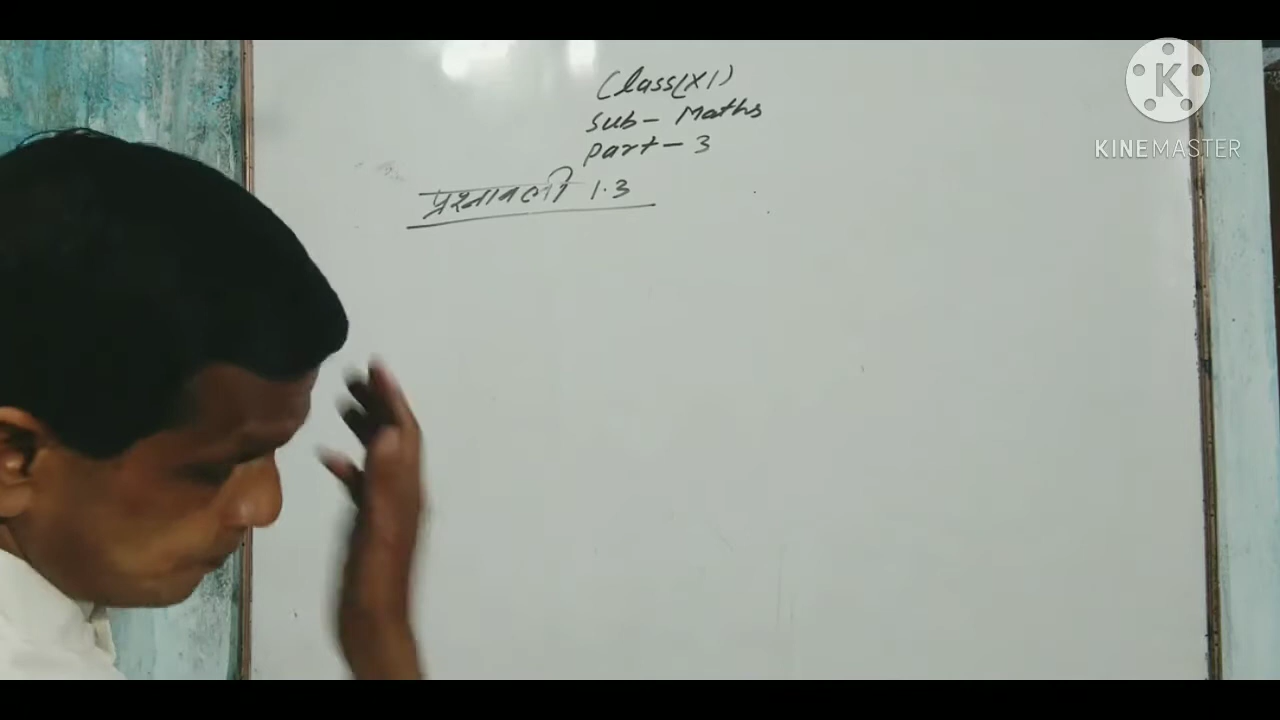 Class(XI)
Sub- Maths
Part- 3
प्रश्नावली 1.3
KINEMASTER